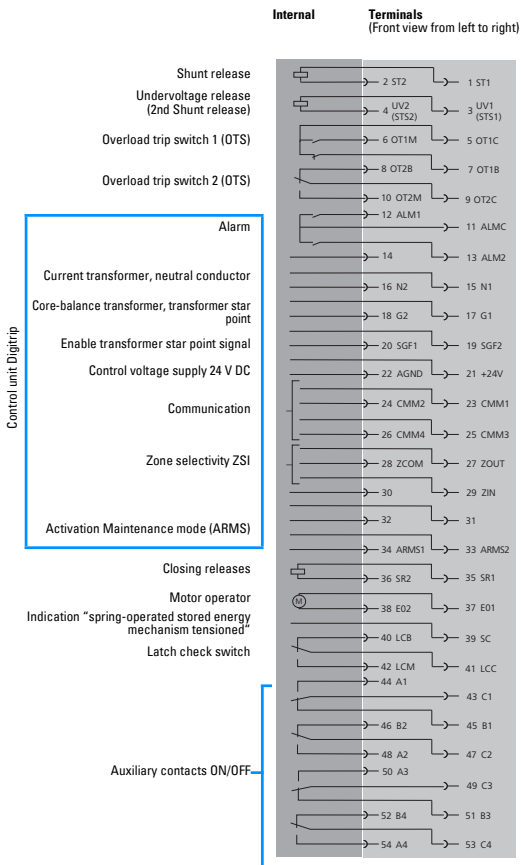 Internal
Terminals
(Front view from left to right)
Shunt release
2 ST2
1 ST1
Undervoltage release
(2nd Shunt release)
4 UV2
(STS2)
3 UV1
(STS1)
Overload trip switch 1 (OTS)
6 OT1M
5 OT1C
8 OT2B
7 OT1B
Overload trip switch 2 (OTS)
10 OT2M
9 OT2C
12 ALM1
Alarm
11 ALMC
14
13 ALM2
Control unit Digitrip
Current transformer, neutral conductor
16 N2
15 N1
Core-balance transformer, transformer star
point
18 G2
17 G1
Enable transformer star point signal
20 SGF1
19 SGF2
Control voltage supply 24 V DC
22 AGND
21 +24V
Communication
24 CMM2
23 CMM1
26 CMM4
25 CMM3
Zone selectivity ZSI
28 ZCOM
27 ZOUT
30
29 ZIN
32
31
Activation Maintenance mode (ARMS)
34 ARMS1
33 ARMS2
Closing releases
36 SR2
35 SR1
Motor operator
M
38 E02
37 E01
Indication "spring-operated stored energy
mechanism tensioned"
40 LCB
39 SC
Latch check switch
42 LCM
41 LCC
44 A1
43 C1
46 B2
45 B1
48 A2
47 C2
Auxiliary contacts ON/OFF
50 A3
49 C3
52 B4
51 B3
54 A4
53 C4